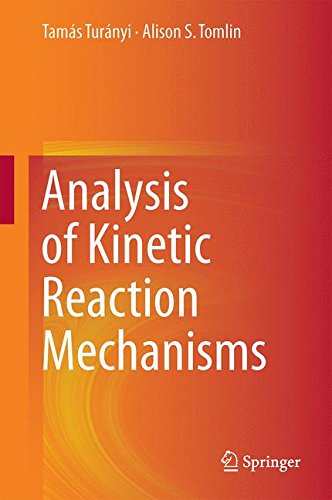 Tamás Turányi · Alison S. Tomlin
Analysis
of Kinetic
Reaction
Mechanisms
Springer